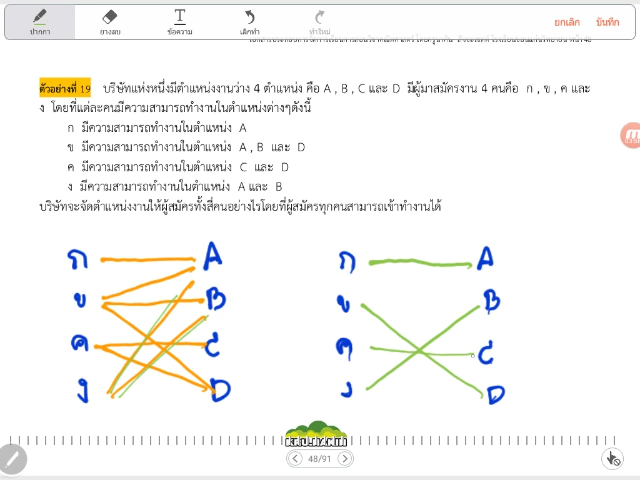 ปากกา ยางลบ ข้อความ เลิกทำ ทำใหม่ ยกเลิก บันทึก
ตัวอย่างที่ 19 บริษัทแห่งหนึ่งมีตำแหน่งงานว่าง 4 ตำแหน่ง คือ A , B , C และ D มีผู้มาสมัครงาน 4 คนคือ ก , ข , ค และ
ง โดยที่แต่ละคนมีความสามารถทำงานในตำแหน่งต่างๆดังนี้
ก มีความสามารถทำงานในตำแหน่ง A
ข มีความสามารถทำงานในตำแหน่ง A , B และ D
ค มีความสามารถทำงานในตำแหน่ง C และ D
ง มีความสามารถทำงานในตำแหน่ง A และ B
บริษัทจะจัดตำแหน่งงานให้ผู้สมัครทั้งสี่คนอย่างไรโดยที่ผู้สมัครทุกคนสามารถเข้าทำงานได้
ก A ก A
ข B ข B
ค C ค C
ง D ง D
KRU.NAMIN
48/91